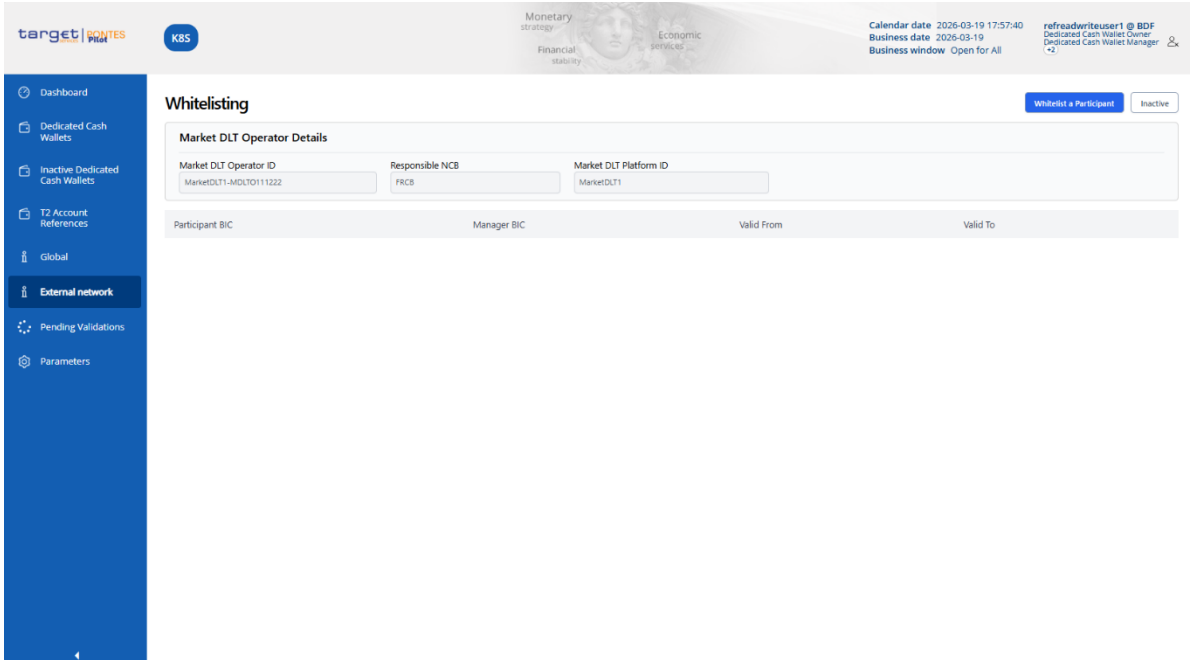 target | PONTES
services Pilot
K8S
Monetary
strategy
Economic
services
Financial
stability
Calendar date 2026-03-19 17:57:40
Business date 2026-03-19
Business window Open for All
refreadwriteuser1 @ BDF
Dedicated Cash Wallet Owner
Dedicated Cash Wallet Manager
+2
Dashboard
Dedicated Cash
Wallets
Inactive Dedicated
Cash Wallets
T2 Account
References
Global
External network
Pending Validations
Parameters
Whitelisting
Whitelist a Participant
Inactive
Market DLT Operator Details
Market DLT Operator ID
Responsible NCB
Market DLT Platform ID
MarketDLT1-MDLTO111222
FRCB
MarketDLT1
Participant BIC
Manager BIC
Valid From
Valid To